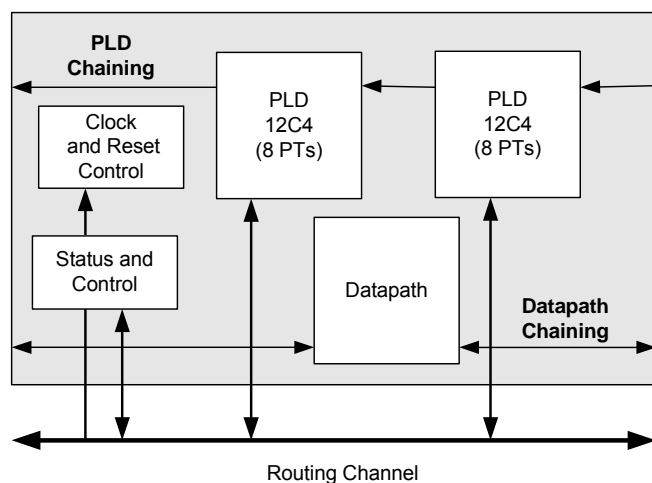 PLD
Chaining
PLD
12C4
(8 PTs)
PLD
12C4
(8 PTs)
Clock
and Reset
Control
Status and
Control
Datapath
Datapath
Chaining
Routing Channel